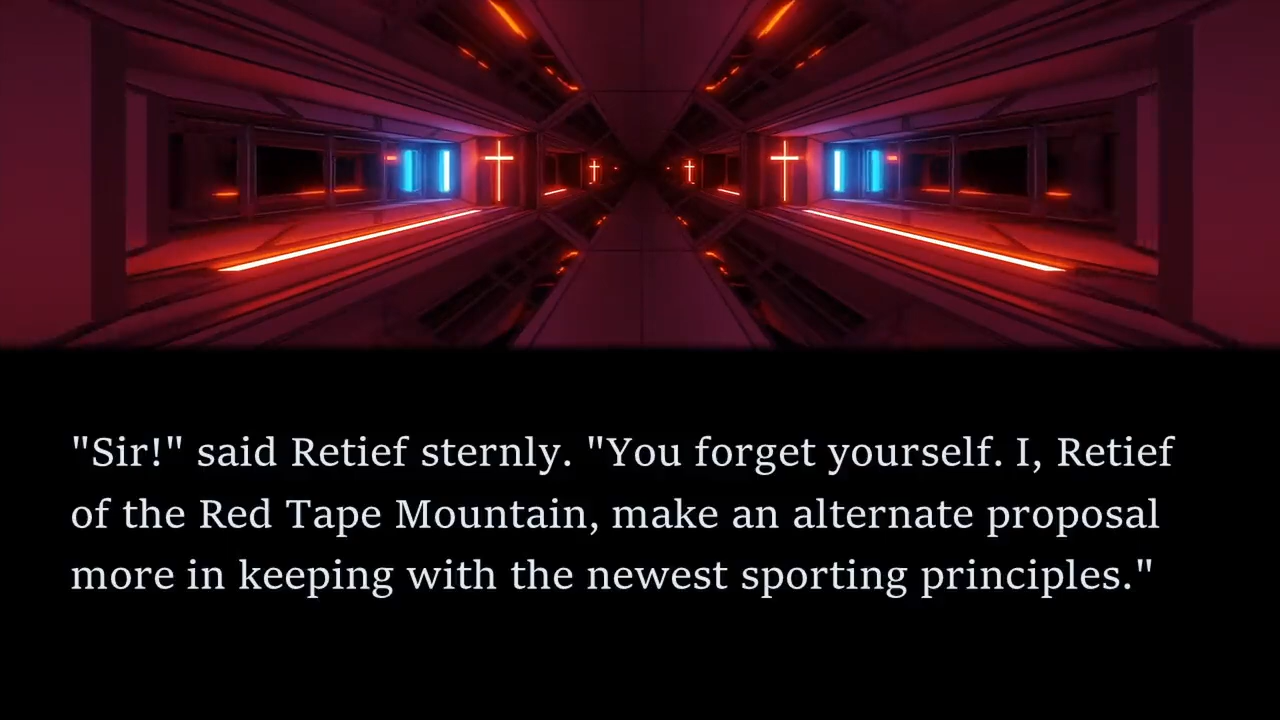 "Sir!" said Retief sternly. "You forget yourself. I, Retief
of the Red Tape Mountain, make an alternate proposal
more in keeping with the newest sporting principles."